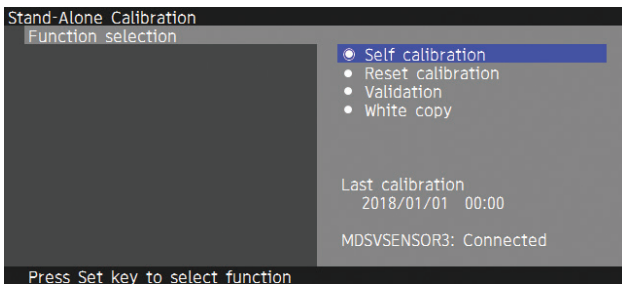 Stand-Alone Calibration
Function selection
Self calibration
Reset calibration
Validation
White copy
Last calibration
2018/01/01 00:00
MDSVSENSOR3: Connected
Press Set key to select function